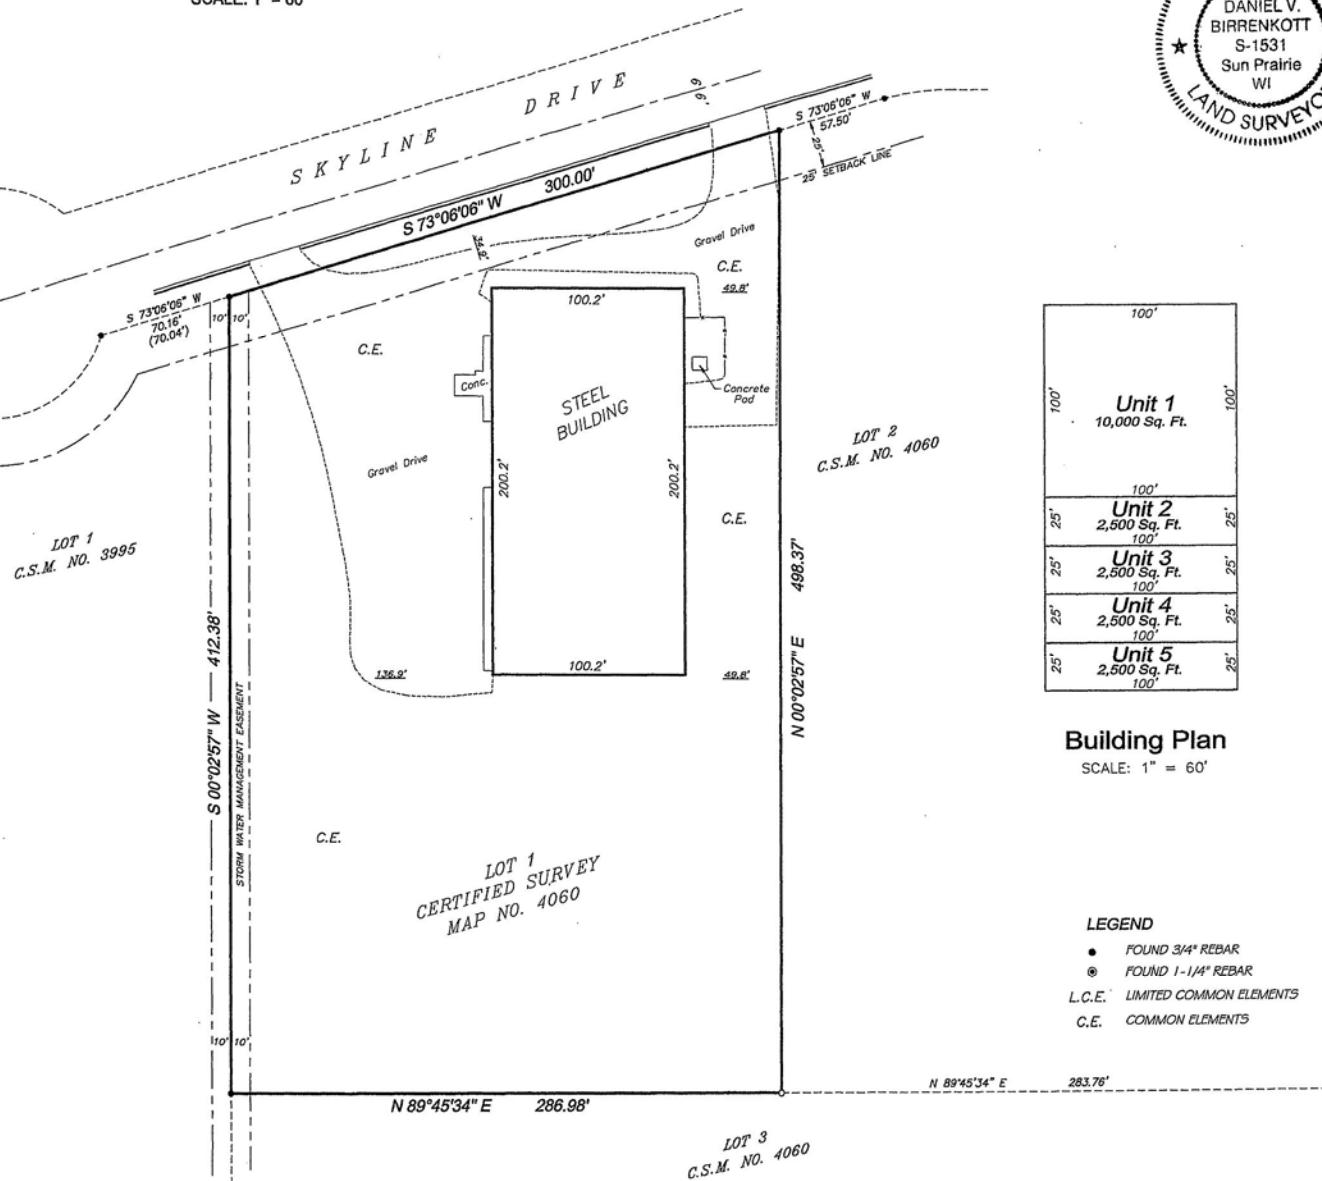 SCALE: 1" = 60'
DANIEL V.
BIRRENKOTT
S-1531
Sun Prairie
WI
LAND SURVEYOR
SKYLINE DRIVE
6' 6'
S 73°06'06" W
57.50'
25'
25' SETBACK LINE
S 73°06'06" W 300.00'
34.9'
Gravel Drive
C.E.
49.8'
S 73°06'06" W
70.16'
(70.04')
10' 10'
C.E.
100.2'
Conc.
STEEL
BUILDING
Concrete
Pad
Gravel Drive
200.2'
200.2'
C.E.
LOT 2
C.S.M. NO. 4060
LOT 1
C.S.M. NO. 3995
N 00°02'57" E 498.37'
S 00°02'57" W 412.38'
STORM WATER MANAGEMENT EASEMENT
136.9'
100.2'
49.8'
C.E.
LOT 1
CERTIFIED SURVEY
MAP NO. 4060
10' 10'
N 89°45'34" E 286.98'
N 89°45'34" E 283.76'
LOT 3
C.S.M. NO. 4060
100'
100'
Unit 1
10,000 Sq. Ft.
100'
100'
25'
Unit 2
2,500 Sq. Ft.
25'
100'
25'
Unit 3
2,500 Sq. Ft.
25'
100'
25'
Unit 4
2,500 Sq. Ft.
25'
100'
25'
Unit 5
2,500 Sq. Ft.
25'
100'
Building Plan
SCALE: 1" = 60'
LEGEND
FOUND 3/4" REBAR
FOUND 1-1/4" REBAR
L.C.E. LIMITED COMMON ELEMENTS
C.E. COMMON ELEMENTS